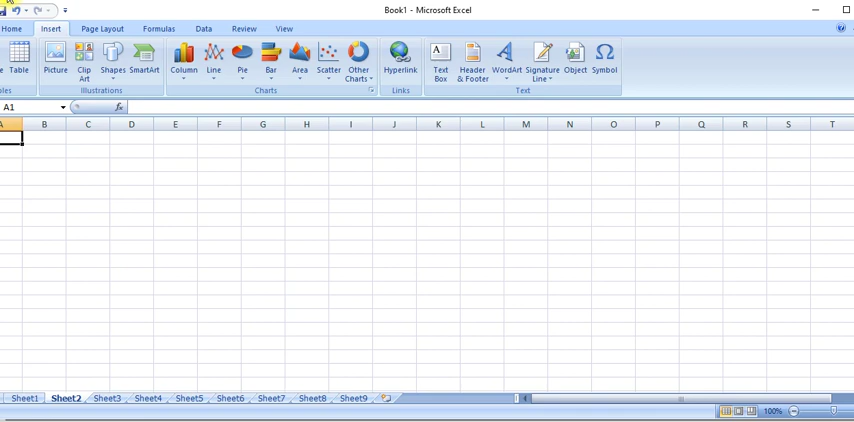 Book1 - Microsoft Excel
Home Insert Page Layout Formulas Data Review View
Table Picture Clip Art Shapes SmartArt Column Line Pie Bar Area Scatter Other Charts Hyperlink Text Box Header & Footer WordArt Signature Line Object Symbol
Illustrations Charts Links Text
A1 fx
B C D E F G H I J K L M N O P Q R S T
Sheet1 Sheet2 Sheet3 Sheet4 Sheet5 Sheet6 Sheet7 Sheet8 Sheet9
100%